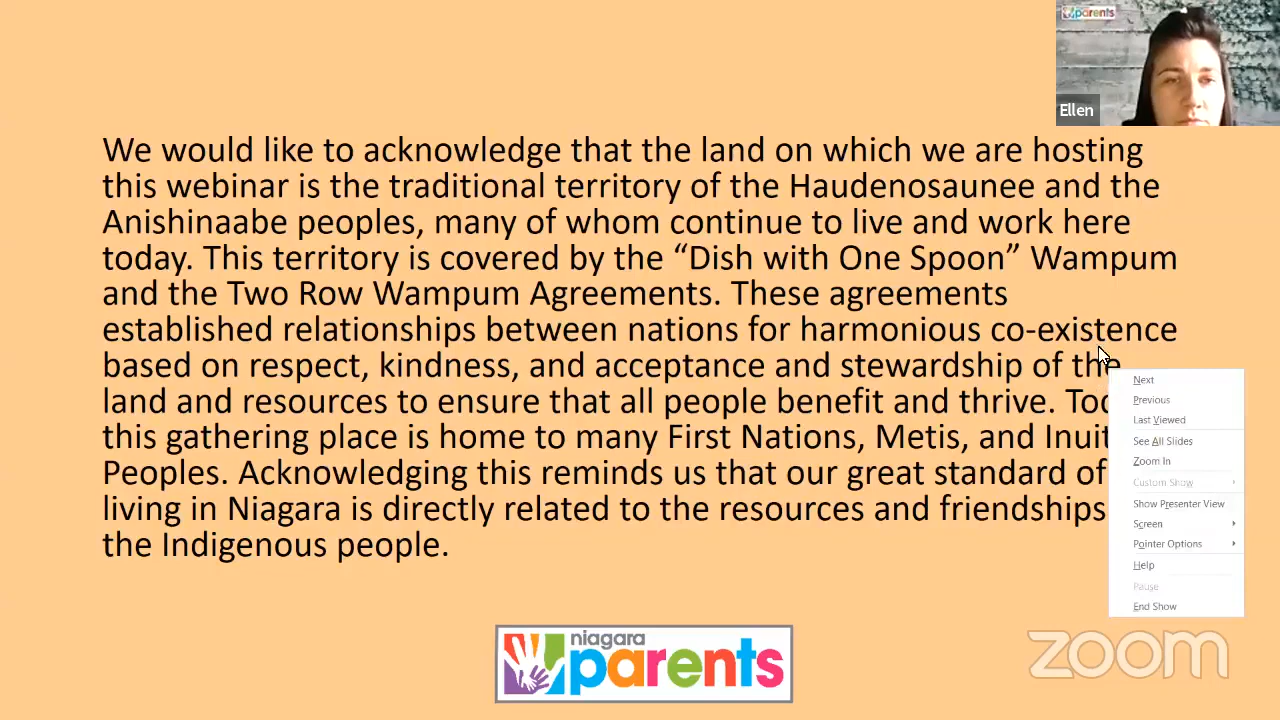 parents
Ellen
We would like to acknowledge that the land on which we are hosting
this webinar is the traditional territory of the Haudenosaunee and the
Anishinaabe peoples, many of whom continue to live and work here
today. This territory is covered by the “Dish with One Spoon” Wampum
and the Two Row Wampum Agreements. These agreements
established relationships between nations for harmonious co-existence
based on respect, kindness, and acceptance and stewardship of the
land and resources to ensure that all people benefit and thrive.
this gathering place is home to many First Nations, Metis, and Inuit
Peoples. Acknowledging this reminds us that our great standard of
living in Niagara is directly related to the resources and friendships
the Indigenous people.
Next
Previous
Last Viewed
See All Slides
Zoom In
Custom Show
Show Presenter View
Screen
Pointer Options
Help
Pause
End Show
niagara
parents
zoom